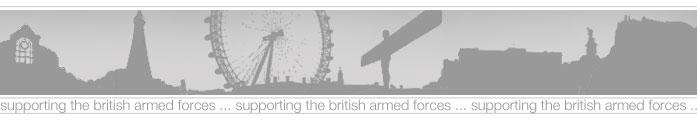 supporting the british armed forces ... supporting the british armed forces ... supporting the british armed forces ..